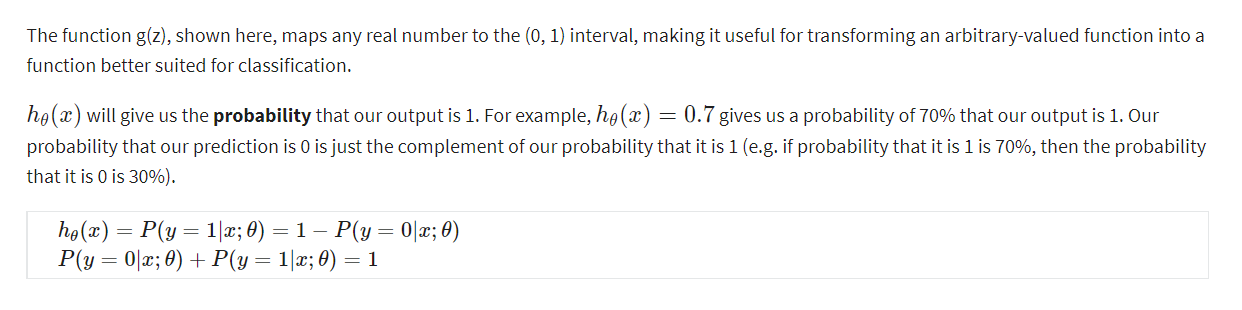 The function g(z), shown here, maps any real number to the (0, 1) interval, making it useful for transforming an arbitrary-valued function into a
function better suited for classification.
hθ(x) will give us the probability that our output is 1. For example, hθ(x) = 0.7 gives us a probability of 70% that our output is 1. Our
probability that our prediction is 0 is just the complement of our probability that it is 1 (e.g. if probability that it is 1 is 70%, then the probability
that it is 0 is 30%).
hθ(x) = P(y = 1|x; θ) = 1 − P(y = 0|x; θ)
P(y = 0|x; θ) + P(y = 1|x; θ) = 1